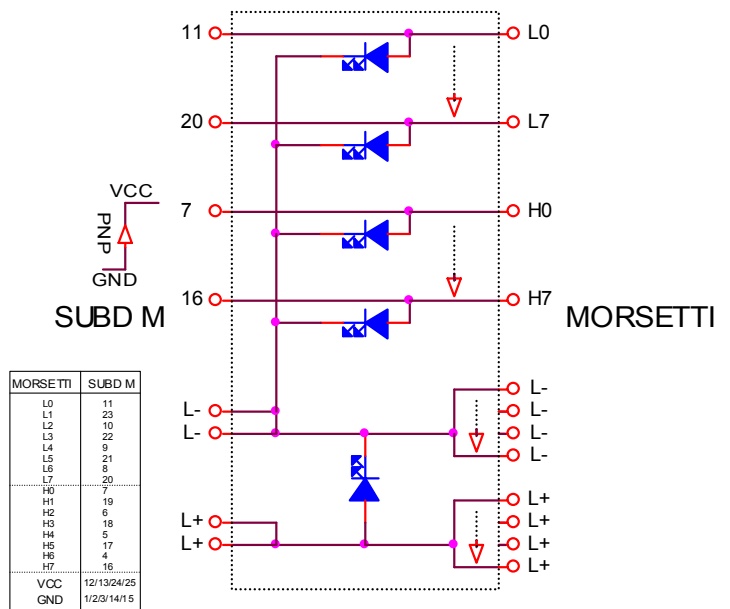 11 L0
20 L7
VCC
7 H0
PNP
GND
16 H7
SUBD M MORSETTI
MORSETTI SUBD M
L0 11
L1 23
L2 10
L3 22
L4 9
L5 21
L6 8
L7 20
H0 7
H1 19
H2 6
H3 18
H4 5
H5 17
H6 4
H7 16
VCC 12/13/24/25
GND 1/2/3/14/15
L- L-
L- L-
L-
L-
L+ L+
L+ L+
L+
L+